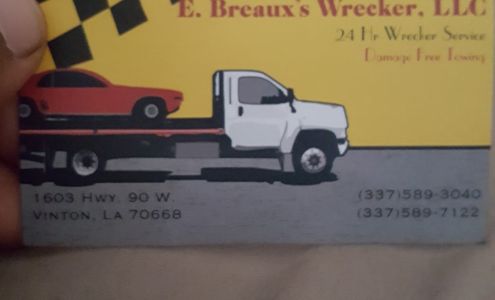 E. Breaux's Wrecker, LLC
24 Hr Wrecker Service
Damage Free Towing
1603 Hwy. 90 W.
Vinton, LA 70668
(337)589-3040
(337)589-7122